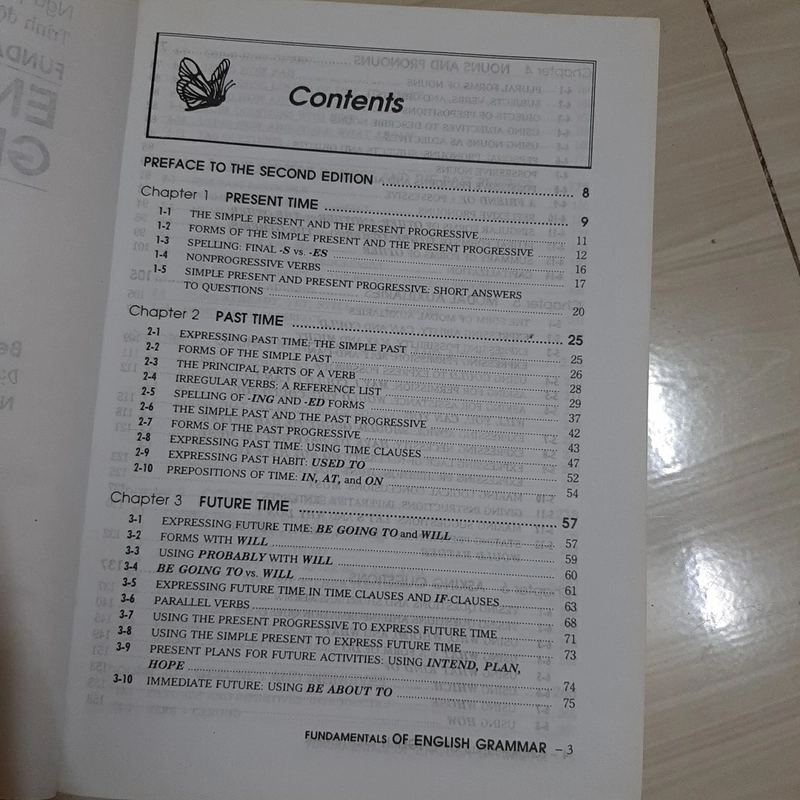 Contents
PREFACE TO THE SECOND EDITION ........ 8
Chapter 1 PRESENT TIME ........ 9
1-1 THE SIMPLE PRESENT AND THE PRESENT PROGRESSIVE ........ 11
1-2 FORMS OF THE SIMPLE PRESENT AND THE PRESENT PROGRESSIVE ........ 12
1-3 SPELLING: FINAL -S vs. -ES ........ 16
1-4 NONPROGRESSIVE VERBS ........ 17
1-5 SIMPLE PRESENT AND PRESENT PROGRESSIVE: SHORT ANSWERS
TO QUESTIONS ........ 20
Chapter 2 PAST TIME ........ 25
2-1 EXPRESSING PAST TIME: THE SIMPLE PAST ........ 25
2-2 FORMS OF THE SIMPLE PAST ........ 26
2-3 THE PRINCIPAL PARTS OF A VERB ........ 28
2-4 IRREGULAR VERBS: A REFERENCE LIST ........ 29
2-5 SPELLING OF -ING AND -ED FORMS ........ 37
2-6 THE SIMPLE PAST AND THE PAST PROGRESSIVE ........ 42
2-7 FORMS OF THE PAST PROGRESSIVE ........ 43
2-8 EXPRESSING PAST TIME: USING TIME CLAUSES ........ 47
2-9 EXPRESSING PAST HABIT: USED TO ........ 52
2-10 PREPOSITIONS OF TIME: IN, AT, and ON ........ 54
Chapter 3 FUTURE TIME ........ 57
3-1 EXPRESSING FUTURE TIME: BE GOING TO and WILL ........ 57
3-2 FORMS WITH WILL ........ 59
3-3 USING PROBABLY WITH WILL ........ 60
3-4 BE GOING TO vs. WILL ........ 61
3-5 EXPRESSING FUTURE TIME IN TIME CLAUSES AND IF-CLAUSES ........ 63
3-6 PARALLEL VERBS ........ 68
3-7 USING THE PRESENT PROGRESSIVE TO EXPRESS FUTURE TIME ........ 71
3-8 USING THE SIMPLE PRESENT TO EXPRESS FUTURE TIME ........ 73
3-9 PRESENT PLANS FOR FUTURE ACTIVITIES: USING INTEND, PLAN,
HOPE ........ 74
3-10 IMMEDIATE FUTURE: USING BE ABOUT TO ........ 75
FUNDAMENTALS OF ENGLISH GRAMMAR – 3